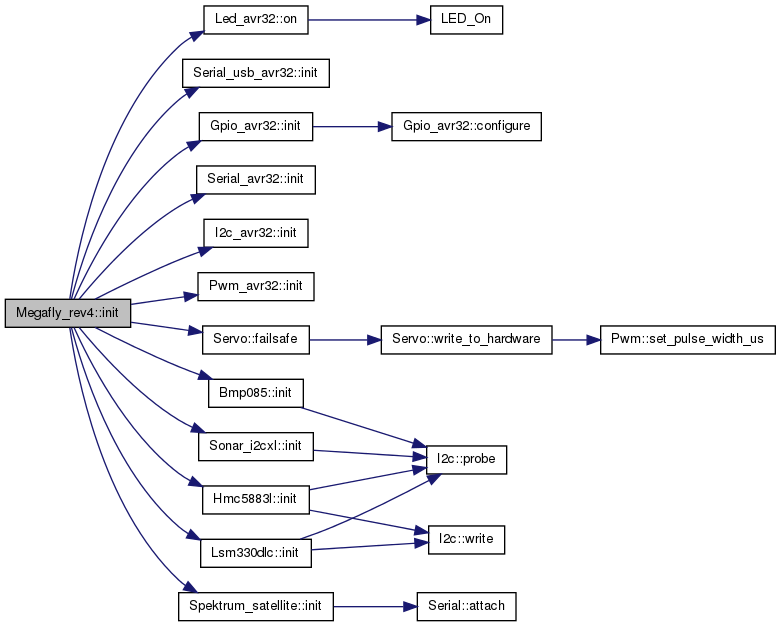 Led_avr32::on
LED_On
Serial_usb_avr32::init
Gpio_avr32::init
Gpio_avr32::configure
Serial_avr32::init
I2c_avr32::init
Pwm_avr32::init
Megafly_rev4::init
Servo::failsafe
Servo::write_to_hardware
Pwm::set_pulse_width_us
Bmp085::init
Sonar_i2cxl::init
I2c::probe
Hmc5883l::init
I2c::write
Lsm330dlc::init
Spektrum_satellite::init
Serial::attach